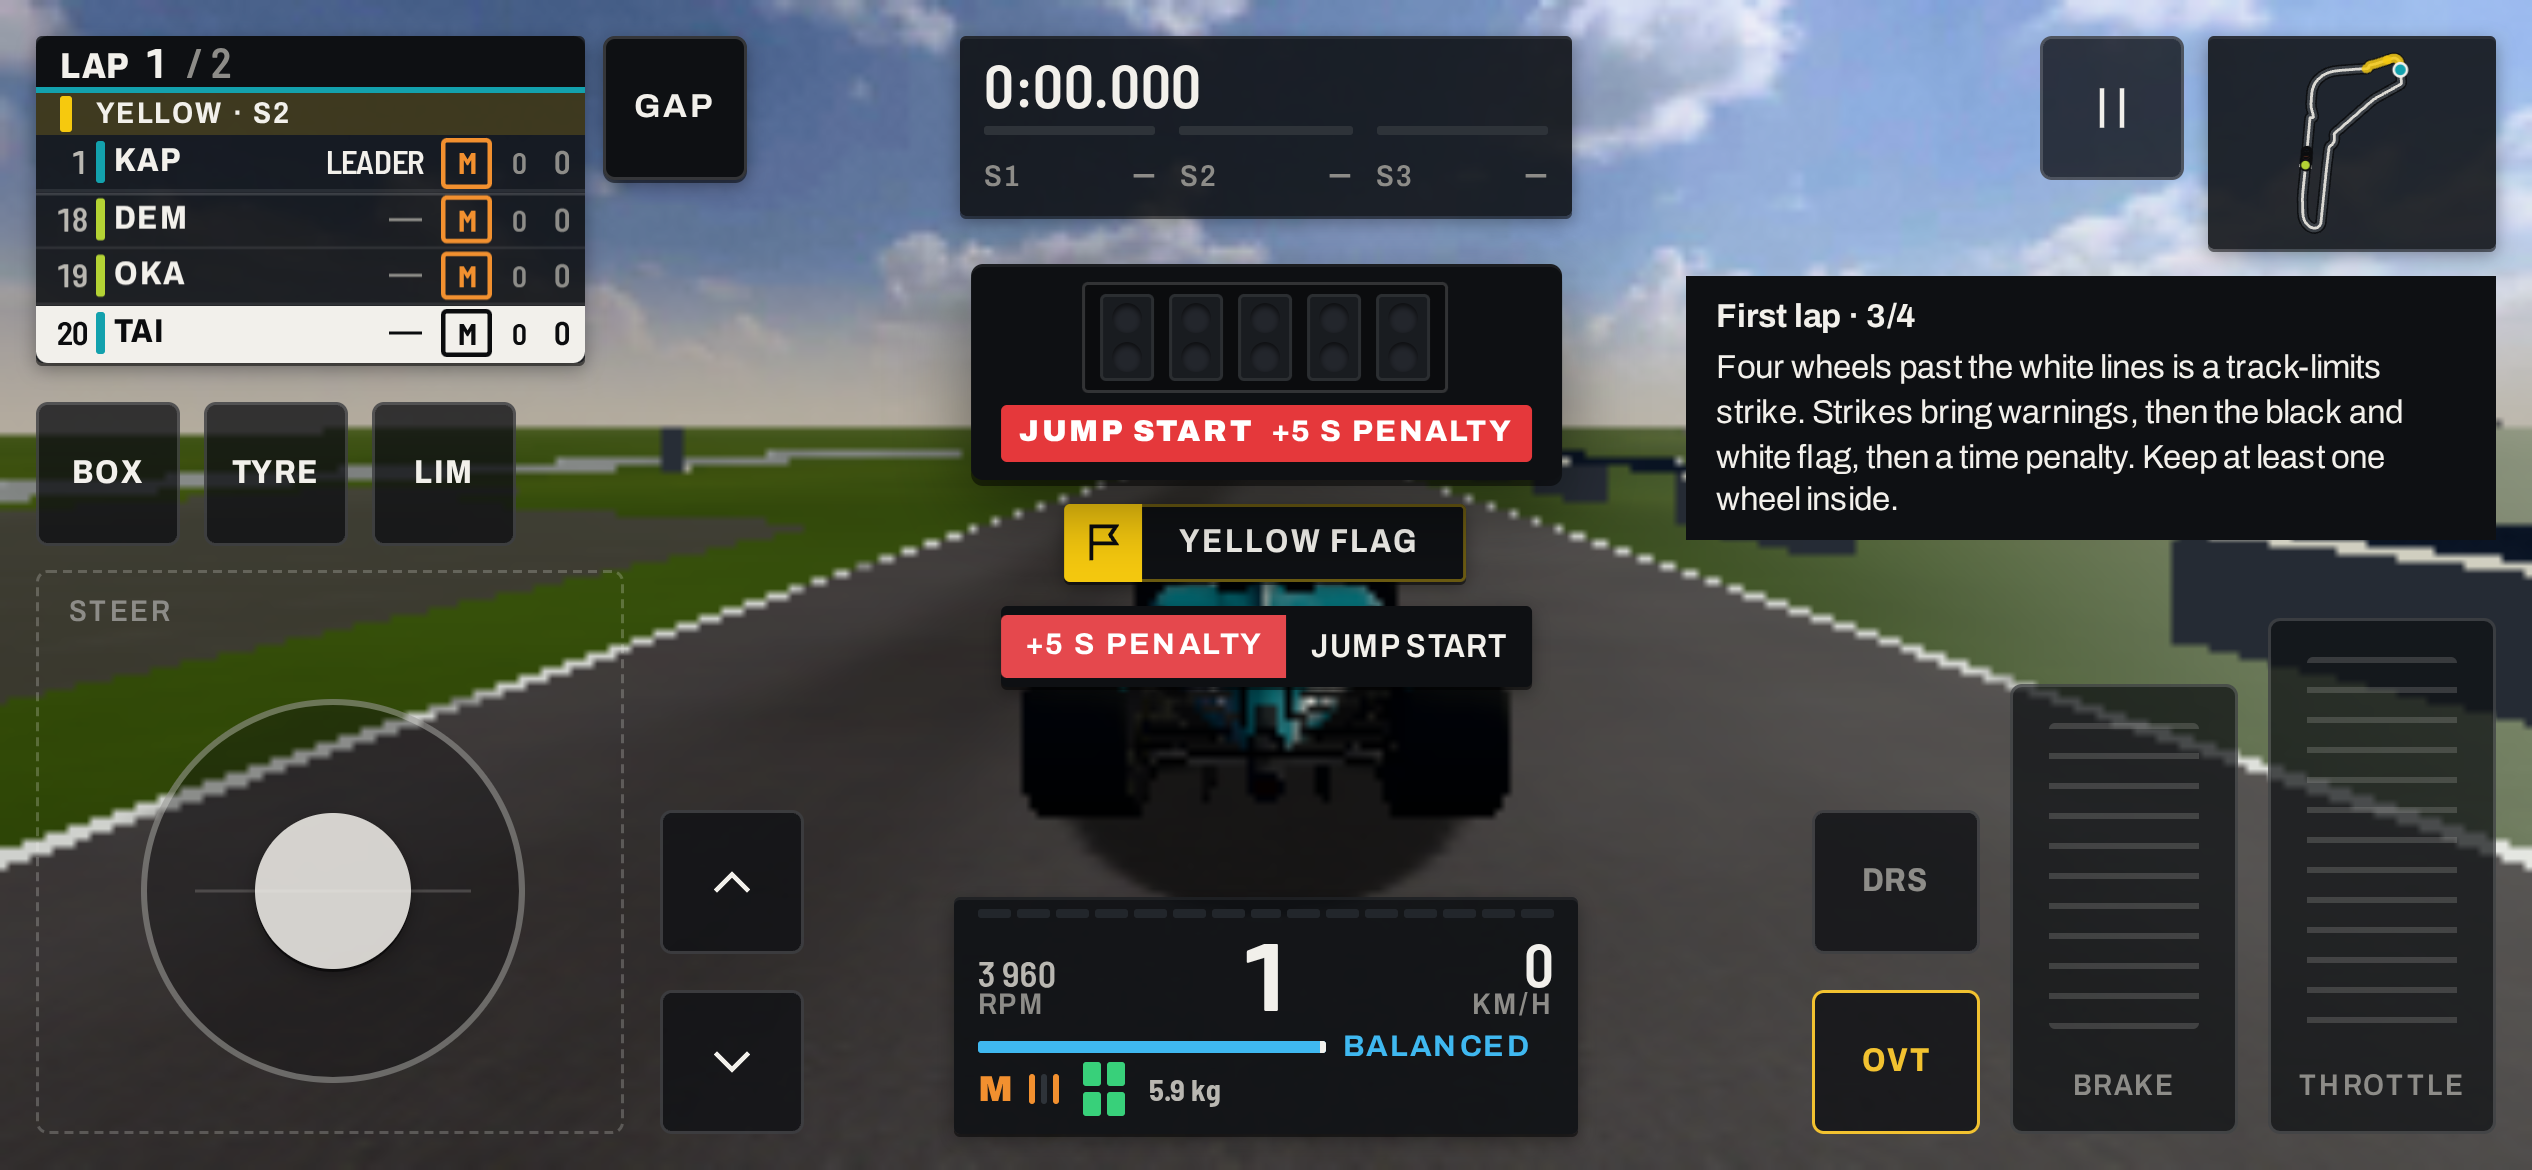 LAP 1 / 2
YELLOW · S2
1 KAP LEADER M 0 0
18 DEM — M 0 0
19 OKA — M 0 0
20 TAI — M 0 0
GAP
0:00.000
S1 — S2 — S3 —
JUMP START +5 S PENALTY
YELLOW FLAG
+5 S PENALTY JUMP START
First lap · 3/4
Four wheels past the white lines is a track-limits
strike. Strikes bring warnings, then the black and
white flag, then a time penalty. Keep at least one
wheel inside.
BOX TYRE LIM
STEER
3 960
RPM
1
0
KM/H
BALANCED
M 5.9 kg
DRS
OVT
BRAKE
THROTTLE